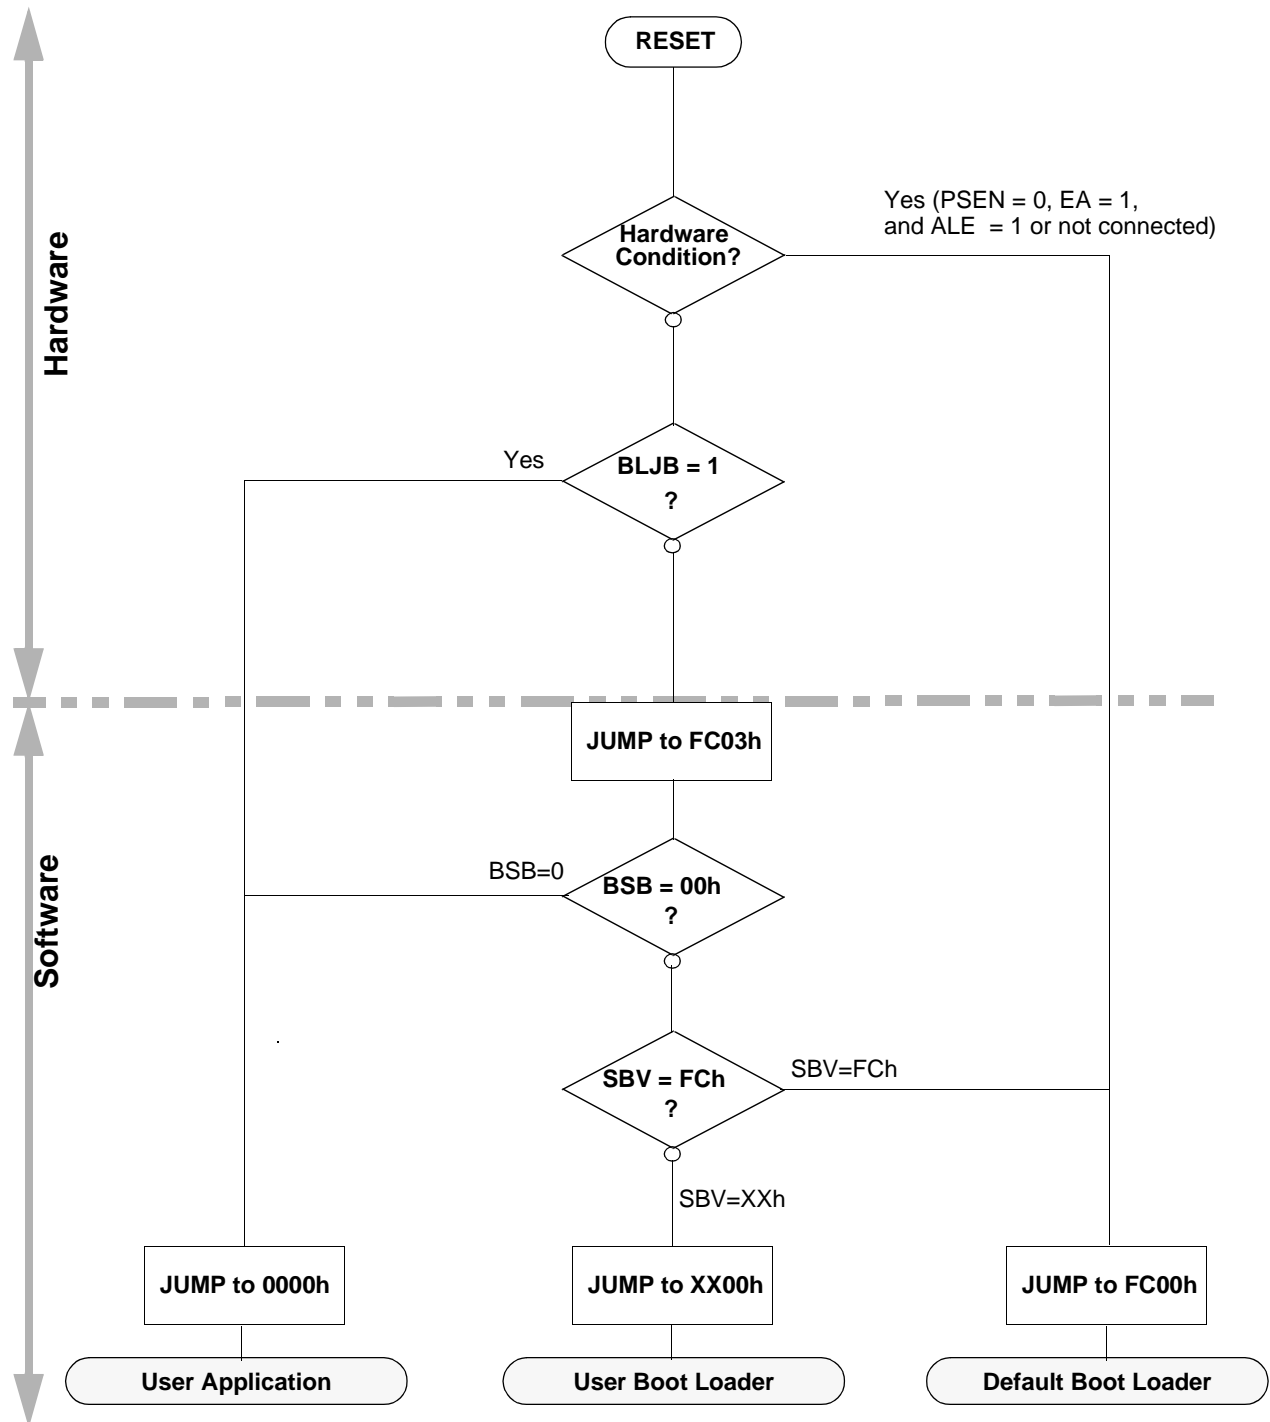 RESET
Yes (PSEN = 0, EA = 1,
and ALE = 1 or not connected)
Hardware
Condition?
Hardware
Yes
BLJB = 1
?
JUMP to FC03h
BSB=0
BSB = 00h
?
Software
SBV = FCh
?
SBV=FCh
SBV=XXh
JUMP to 0000h
JUMP to XX00h
JUMP to FC00h
User Application
User Boot Loader
Default Boot Loader